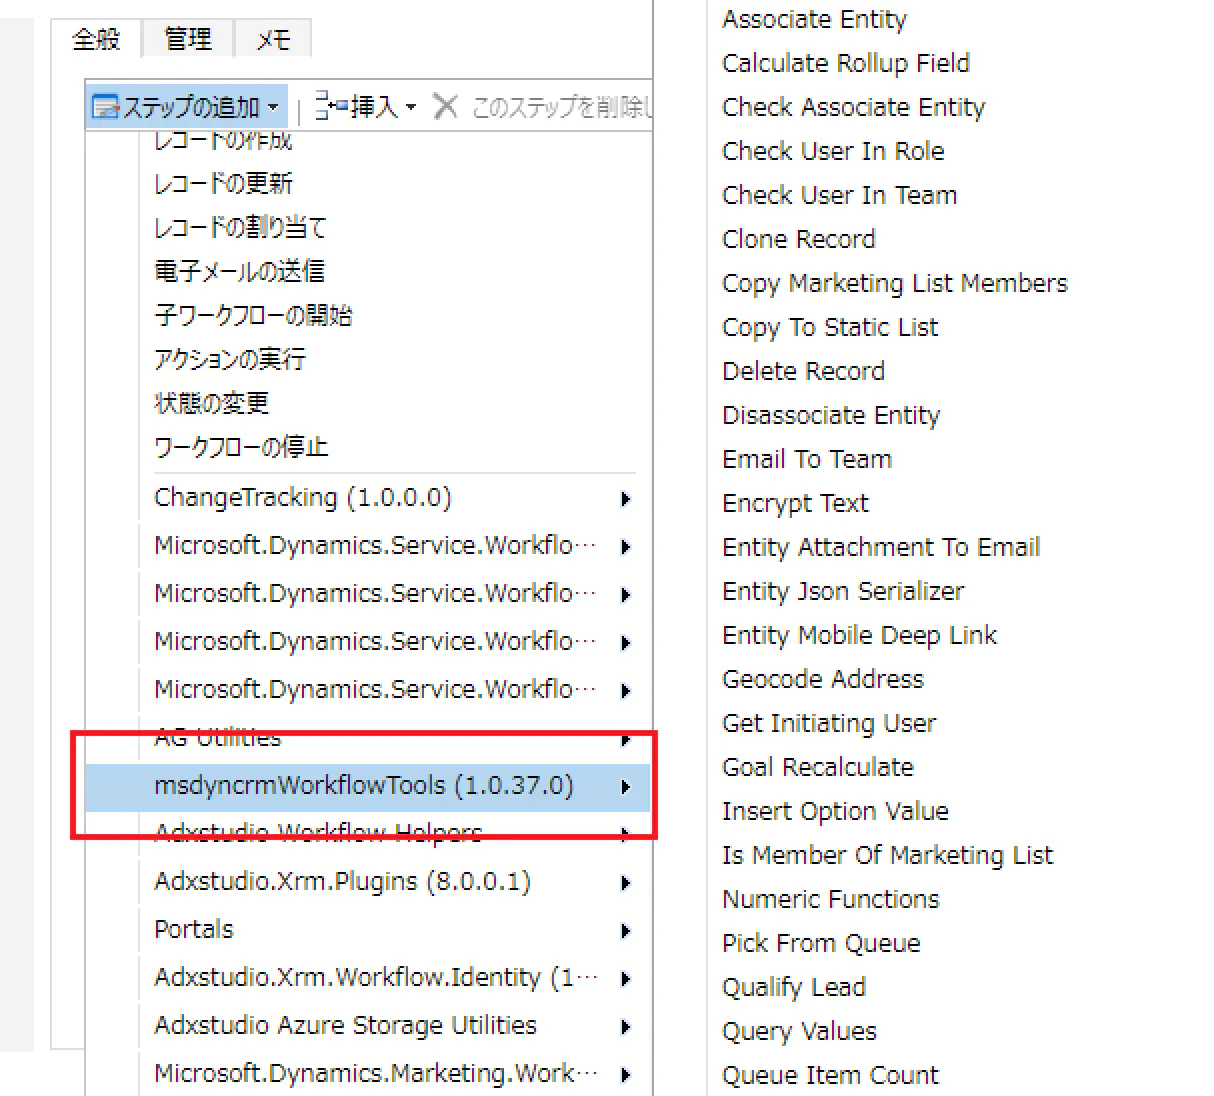 全般
管理
メモ
ステップの追加
挿入
このステップを削除し
レコードの作成
レコードの更新
レコードの割り当て
電子メールの送信
子ワークフローの開始
アクションの実行
状態の変更
ワークフローの停止
ChangeTracking (1.0.0.0)
Microsoft.Dynamics.Service.Workflo…
Microsoft.Dynamics.Service.Workflo…
Microsoft.Dynamics.Service.Workflo…
Microsoft.Dynamics.Service.Workflo…
AG Utilities
msdyncrmWorkflowTools (1.0.37.0)
Adxstudio Workflow Helpers
Adxstudio.Xrm.Plugins (8.0.0.1)
Portals
Adxstudio.Xrm.Workflow.Identity (1…
Adxstudio Azure Storage Utilities
Microsoft.Dynamics.Marketing.Work…
Associate Entity
Calculate Rollup Field
Check Associate Entity
Check User In Role
Check User In Team
Clone Record
Copy Marketing List Members
Copy To Static List
Delete Record
Disassociate Entity
Email To Team
Encrypt Text
Entity Attachment To Email
Entity Json Serializer
Entity Mobile Deep Link
Geocode Address
Get Initiating User
Goal Recalculate
Insert Option Value
Is Member Of Marketing List
Numeric Functions
Pick From Queue
Qualify Lead
Query Values
Queue Item Count